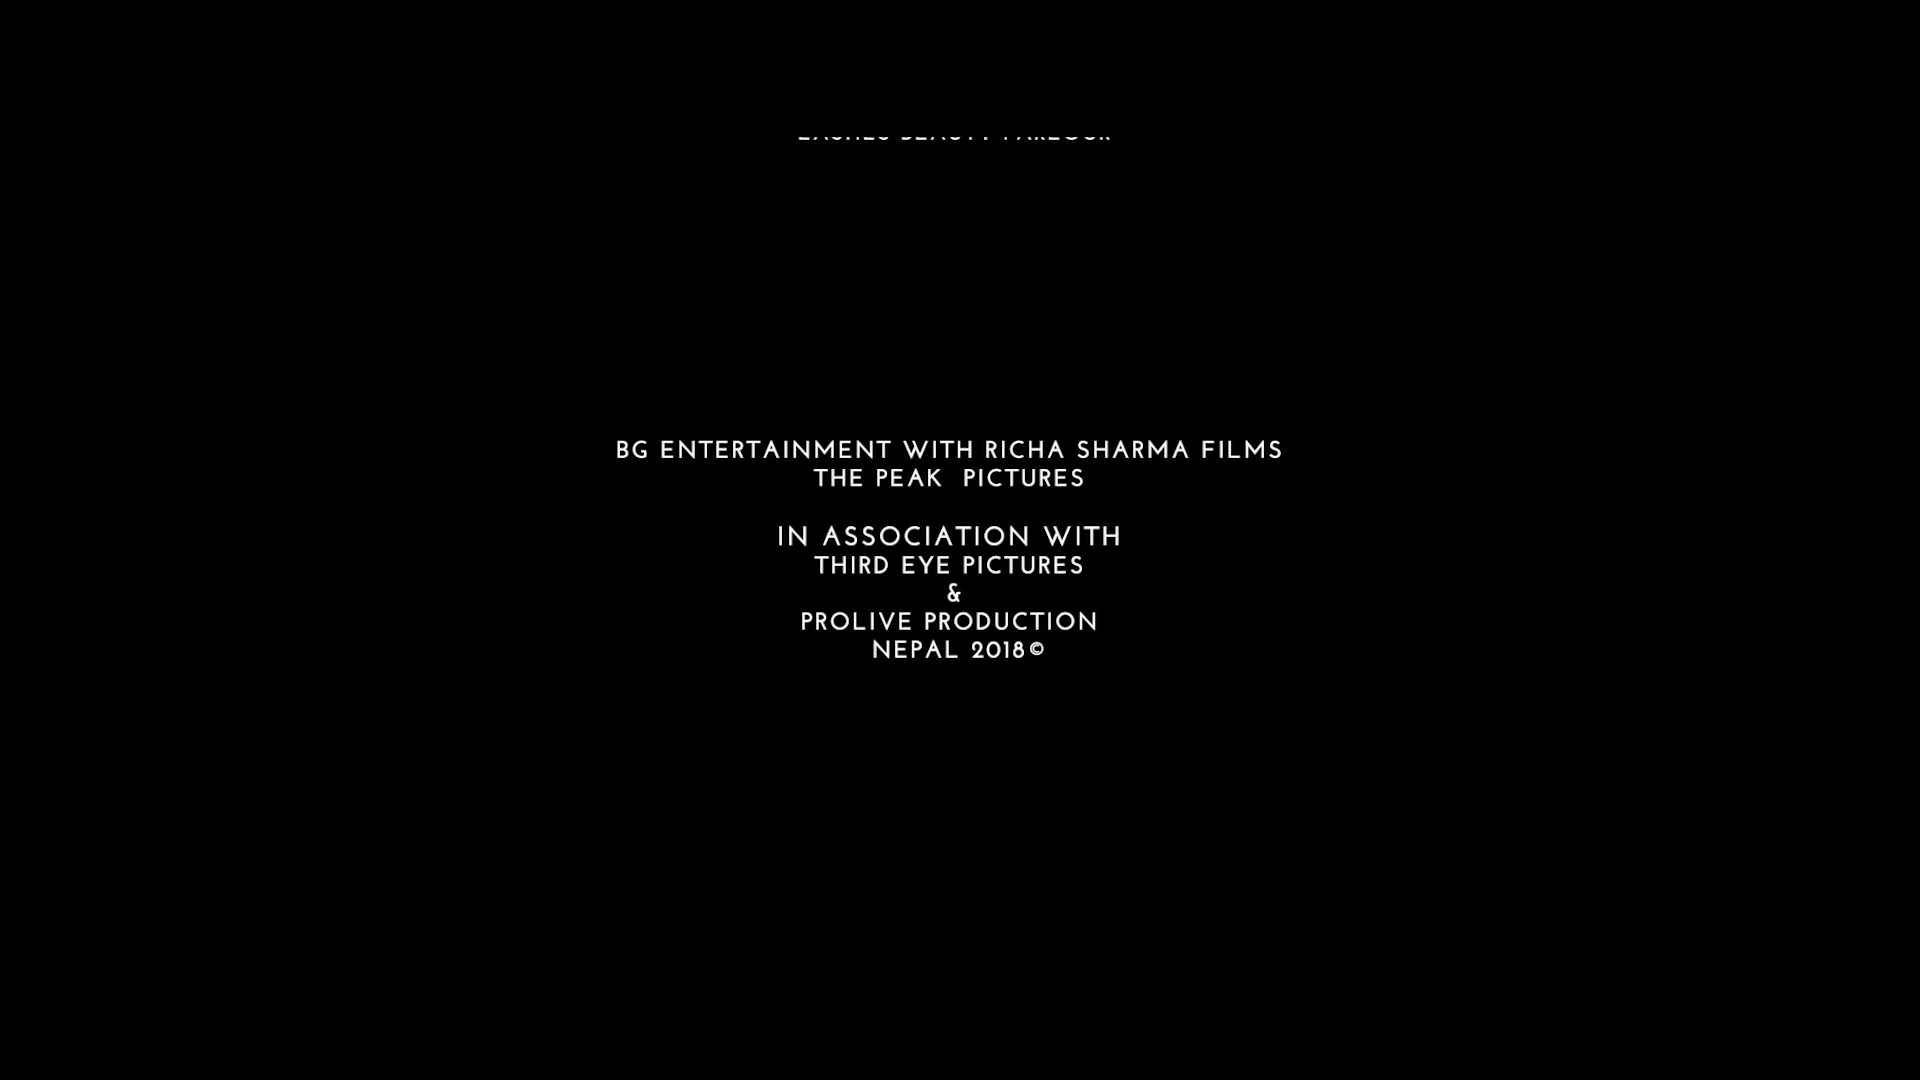 BG ENTERTAINMENT WITH RICHA SHARMA FILMS
THE PEAK  PICTURES
IN ASSOCIATION WITH
THIRD EYE PICTURES
&
PROLIVE PRODUCTION
NEPAL 2018©